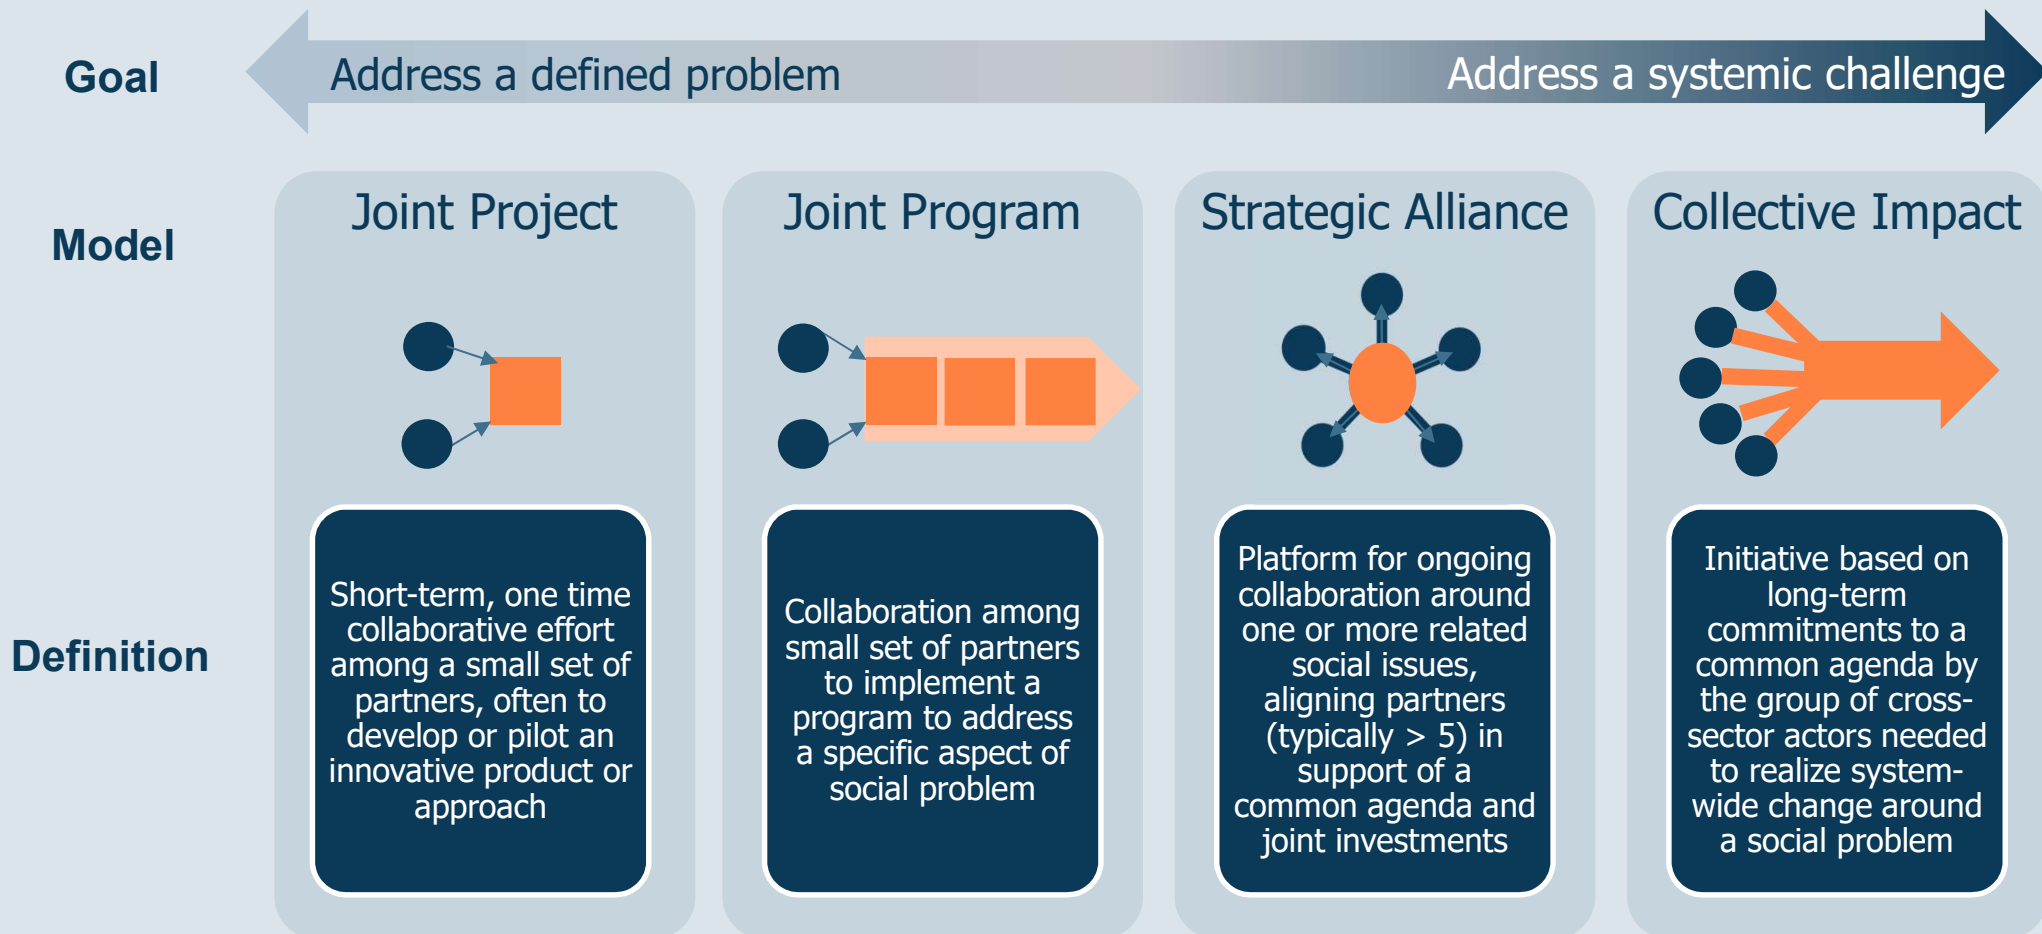 Goal
Address a defined problem
Address a systemic challenge
Model
Joint Project
Joint Program
Strategic Alliance
Collective Impact
Definition
Short-term, one time
collaborative effort
among a small set of
partners, often to
develop or pilot an
innovative product or
approach
Collaboration among
small set of partners
to implement a
program to address
a specific aspect of
social problem
Platform for ongoing
collaboration around
one or more related
social issues,
aligning partners
(typically > 5) in
support of a
common agenda and
joint investments
Initiative based on
long-term
commitments to a
common agenda by
the group of cross-
sector actors needed
to realize system-
wide change around
a social problem